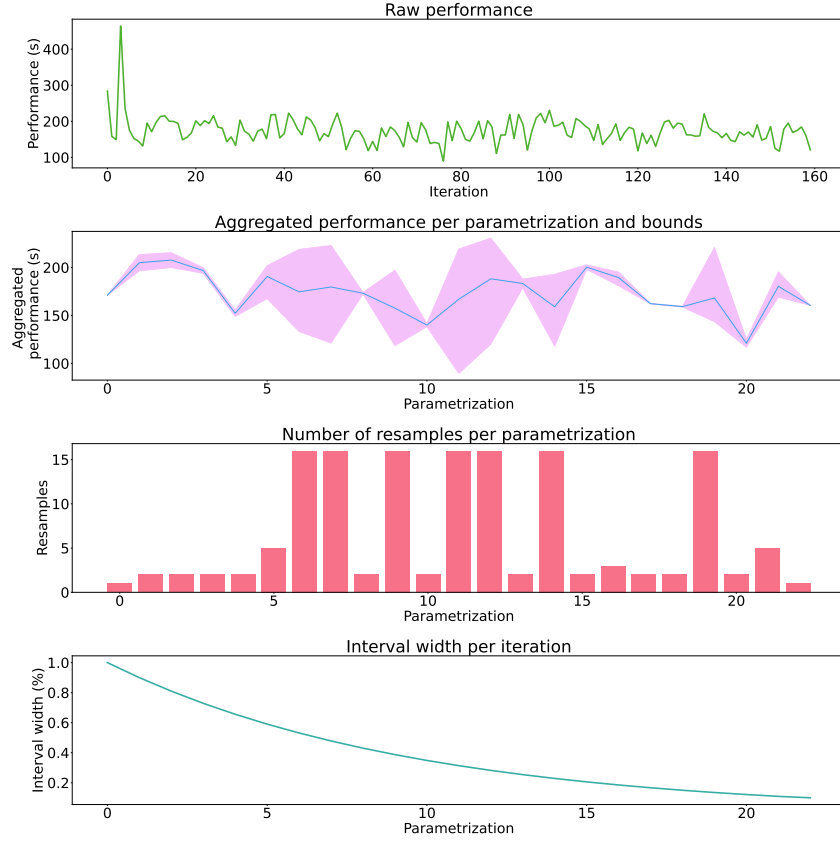 Raw performance
Performance (s)
400
300
200
100
0 20 40 60 80 100 120 140 160
Iteration
Aggregated performance per parametrization and bounds
Aggregated
performance (s)
200
150
100
0 5 10 15 20
Parametrization
Number of resamples per parametrization
Resamples
15
10
5
0
0 5 10 15 20
Parametrization
Interval width per iteration
Interval width (%)
1.0
0.8
0.6
0.4
0.2
0 5 10 15 20
Parametrization